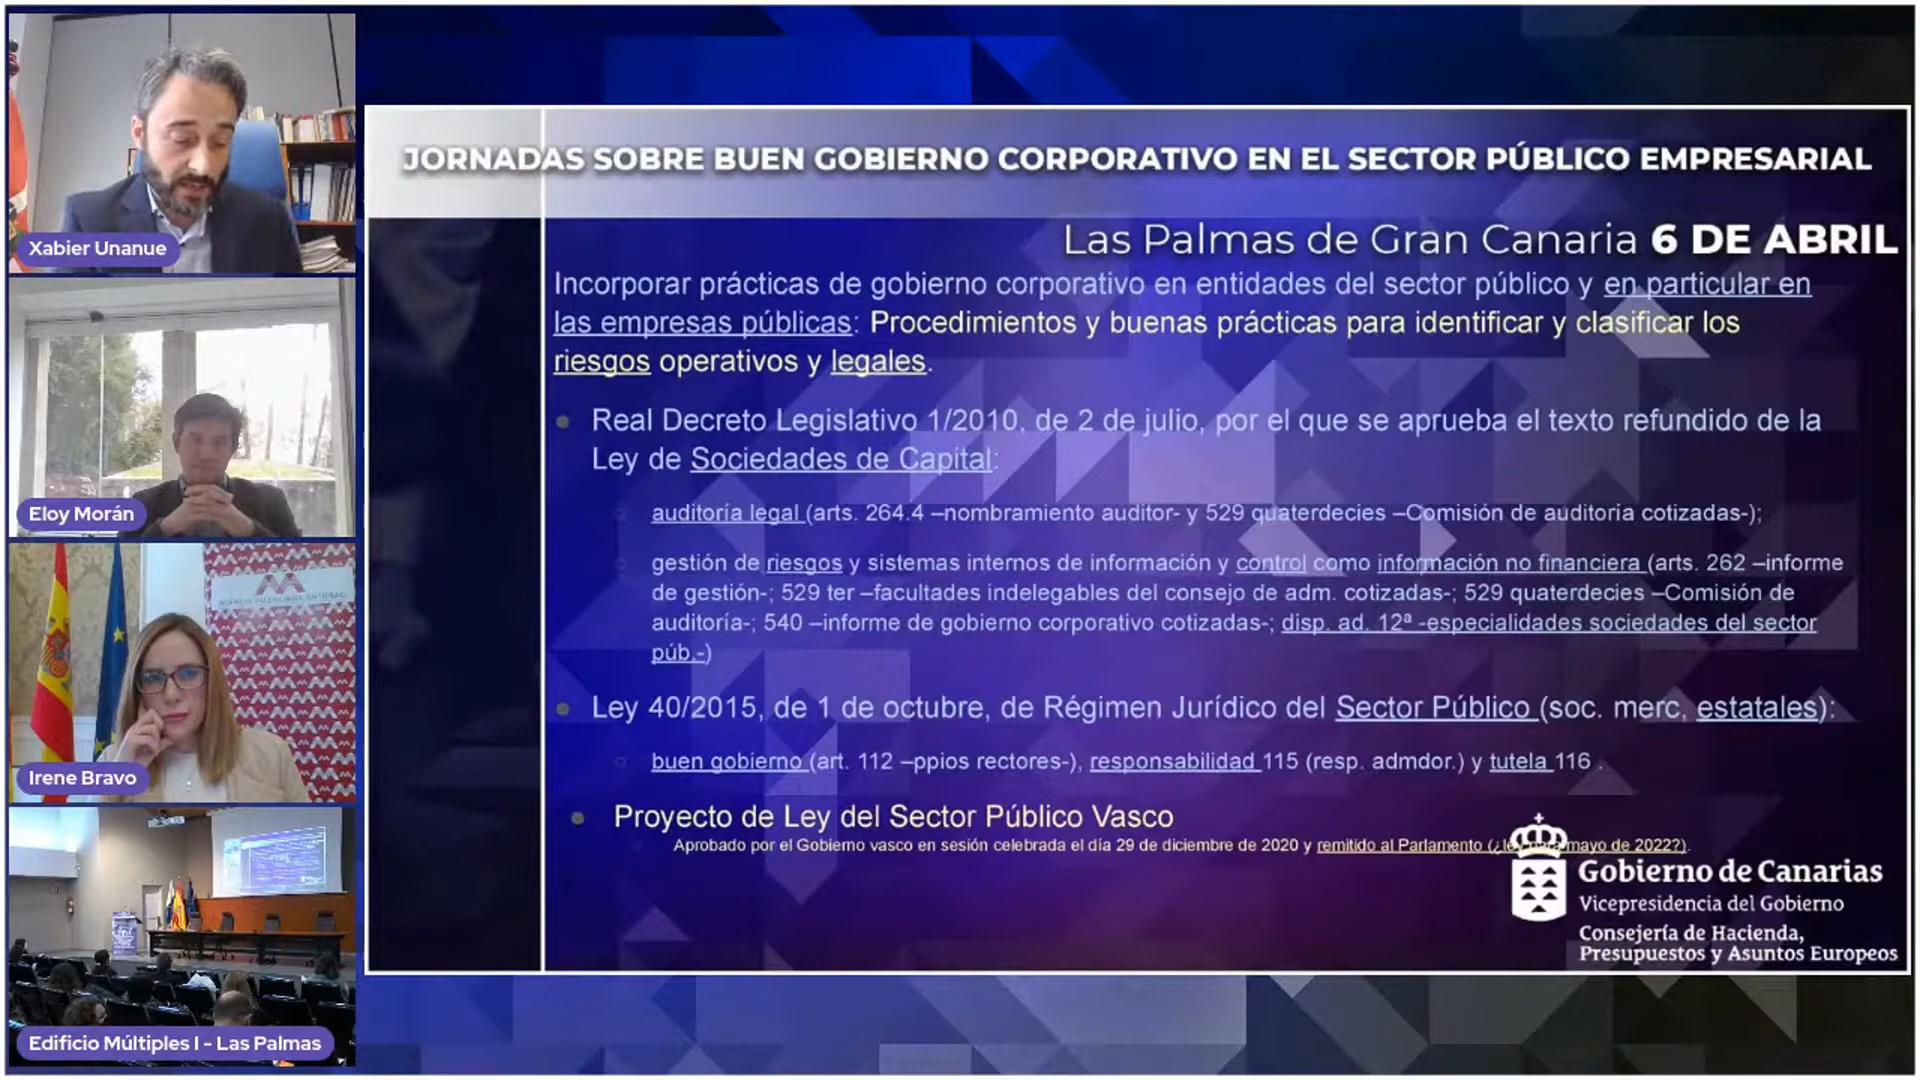 JORNADAS SOBRE BUEN GOBIERNO CORPORATIVO EN EL SECTOR PÚBLICO EMPRESARIAL
Las Palmas de Gran Canaria 6 DE ABRIL
Incorporar prácticas de gobierno corporativo en entidades del sector público y en particular en
las empresas públicas: Procedimientos y buenas prácticas para identificar y clasificar los
riesgos operativos y legales.
Real Decreto Legislativo 1/2010, de 2 de julio, por el que se aprueba el texto refundido de la
Ley de Sociedades de Capital:
auditoría legal (arts. 264.4 –nombramiento auditor- y 529 quaterdecies –Comisión de auditoría cotizadas-);
gestión de riesgos y sistemas internos de información y control como información no financiera (arts. 262 –informe
de gestión-; 529 ter –facultades indelegables del consejo de adm. cotizadas-; 529 quaterdecies –Comisión de
auditoría-; 540 –informe de gobierno corporativo cotizadas-; disp. ad. 12ª -especialidades sociedades del sector
púb.-)
Ley 40/2015, de 1 de octubre, de Régimen Jurídico del Sector Público (soc. merc, estatales):
buen gobierno (art. 112 –ppios rectores-), responsabilidad 115 (resp. admdor.) y tutela 116 .
Proyecto de Ley del Sector Público Vasco
Aprobado por el Gobierno vasco en sesión celebrada el día 29 de diciembre de 2020 y remitido al Parlamento mayo de 2022?).
Gobierno de Canarias
Vicepresidencia del Gobierno
Consejería de Hacienda,
Presupuestos y Asuntos Europeos
Xabier Unanue
Eloy Morán
Irene Bravo
Edificio Múltiples I - Las Palmas